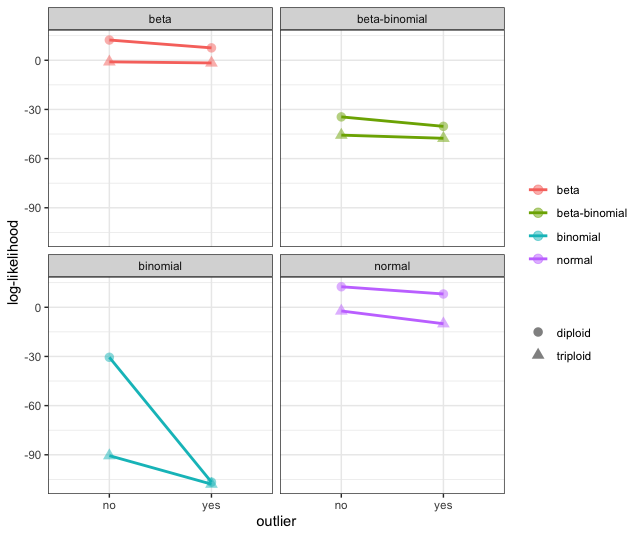 beta
beta-binomial
0
-30
-60
-90
binomial
normal
0
-30
-60
-90
no
yes
no
yes
outlier
log-likelihood
beta
beta-binomial
binomial
normal
diploid
triploid